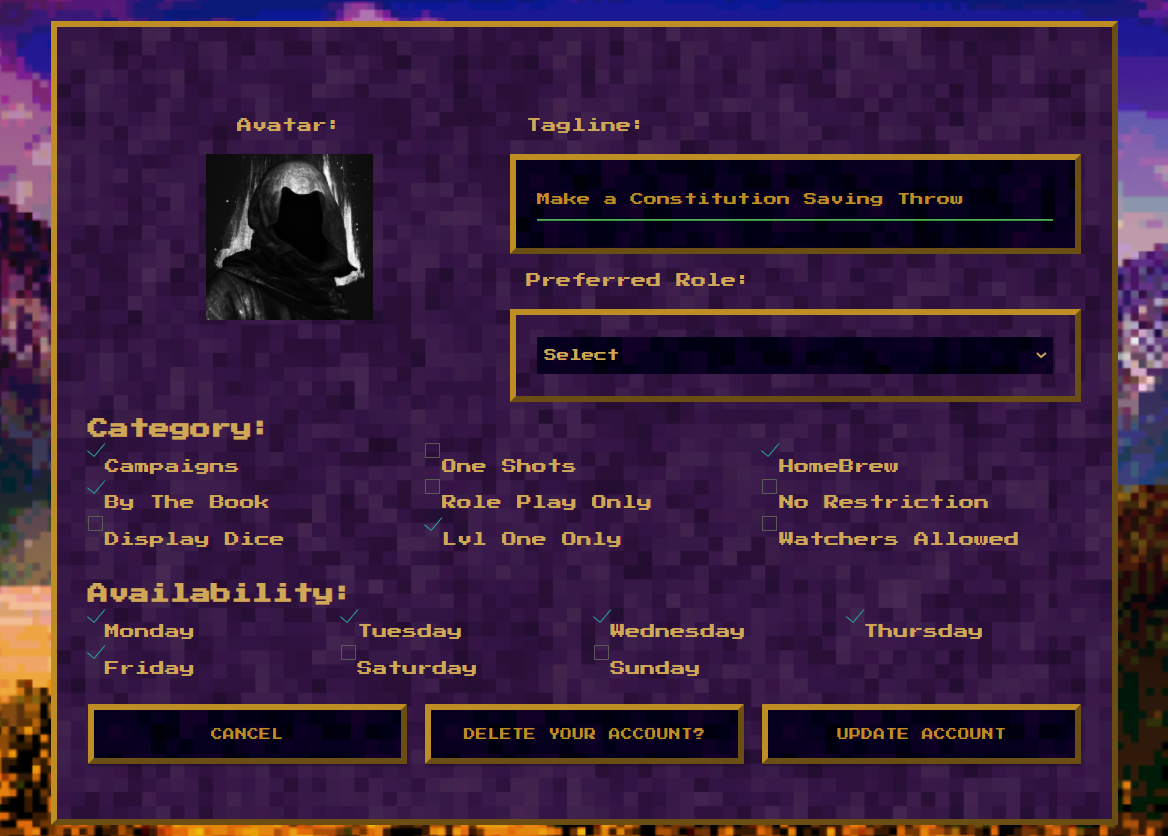 Avatar:
Tagline:
Make a Constitution Saving Throw
Preferred Role:
Select
Category:
Campaigns One Shots HomeBrew
By The Book Role Play Only No Restriction
Display Dice Lvl One Only Watchers Allowed
Availability:
Monday Tuesday Wednesday Thursday
Friday Saturday Sunday
CANCEL DELETE YOUR ACCOUNT? UPDATE ACCOUNT